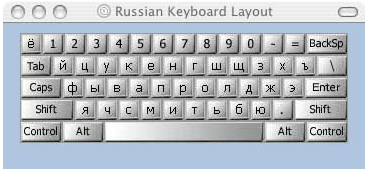 Russian Keyboard Layout
ё 1 2 3 4 5 6 7 8 9 0 - = BackSp
Tab й ц у к е н г ш щ з х ъ \
Caps ф ы в а п р о л д ж э Enter
Shift я ч с м и т ь б ю . Shift
Control Alt Alt Control